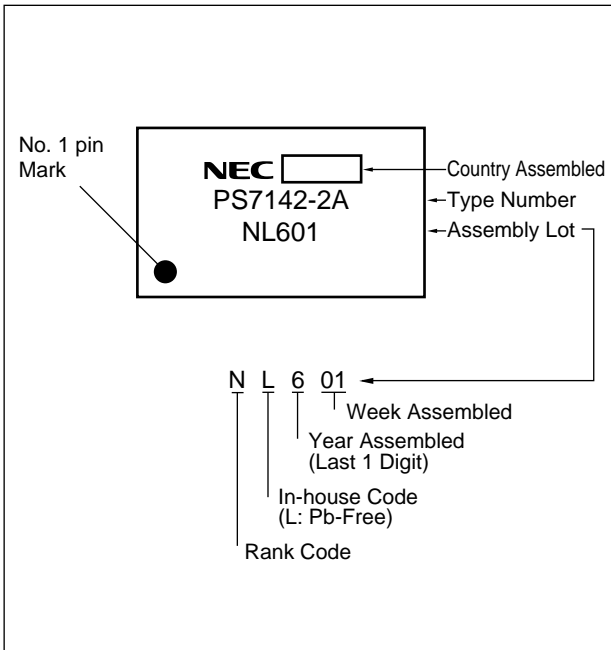 No. 1 pin
Mark
NEC
Country Assembled
PS7142-2A
Type Number
NL601
Assembly Lot
N L 6 01
Week Assembled
Year Assembled
(Last 1 Digit)
In-house Code
(L: Pb-Free)
Rank Code